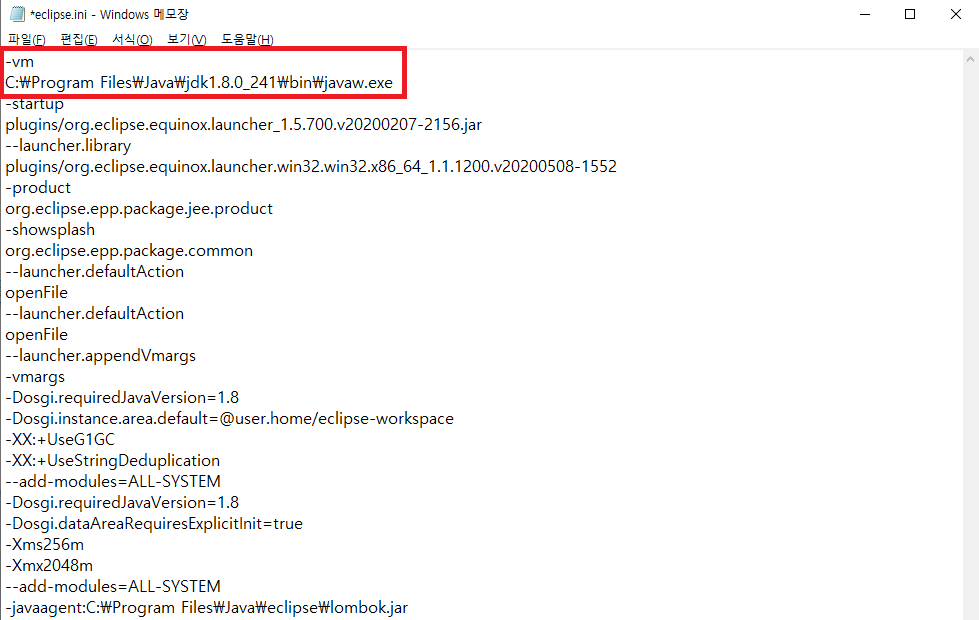 *eclipse.ini - Windows 메모장
파일(F) 편집(E) 서식(O) 보기(V) 도움말(H)
-vm
C:₩Program Files₩Java₩jdk1.8.0_241₩bin₩javaw.exe
-startup
plugins/org.eclipse.equinox.launcher_1.5.700.v20200207-2156.jar
--launcher.library
plugins/org.eclipse.equinox.launcher.win32.win32.x86_64_1.1.1200.v20200508-1552
-product
org.eclipse.epp.package.jee.product
-showsplash
org.eclipse.epp.package.common
--launcher.defaultAction
openFile
--launcher.defaultAction
openFile
--launcher.appendVmargs
-vmargs
-Dosgi.requiredJavaVersion=1.8
-Dosgi.instance.area.default=@user.home/eclipse-workspace
-XX:+UseG1GC
-XX:+UseStringDeduplication
--add-modules=ALL-SYSTEM
-Dosgi.requiredJavaVersion=1.8
-Dosgi.dataAreaRequiresExplicitInit=true
-Xms256m
-Xmx2048m
--add-modules=ALL-SYSTEM
-javaagent:C:₩Program Files₩Java₩eclipse₩lombok.jar